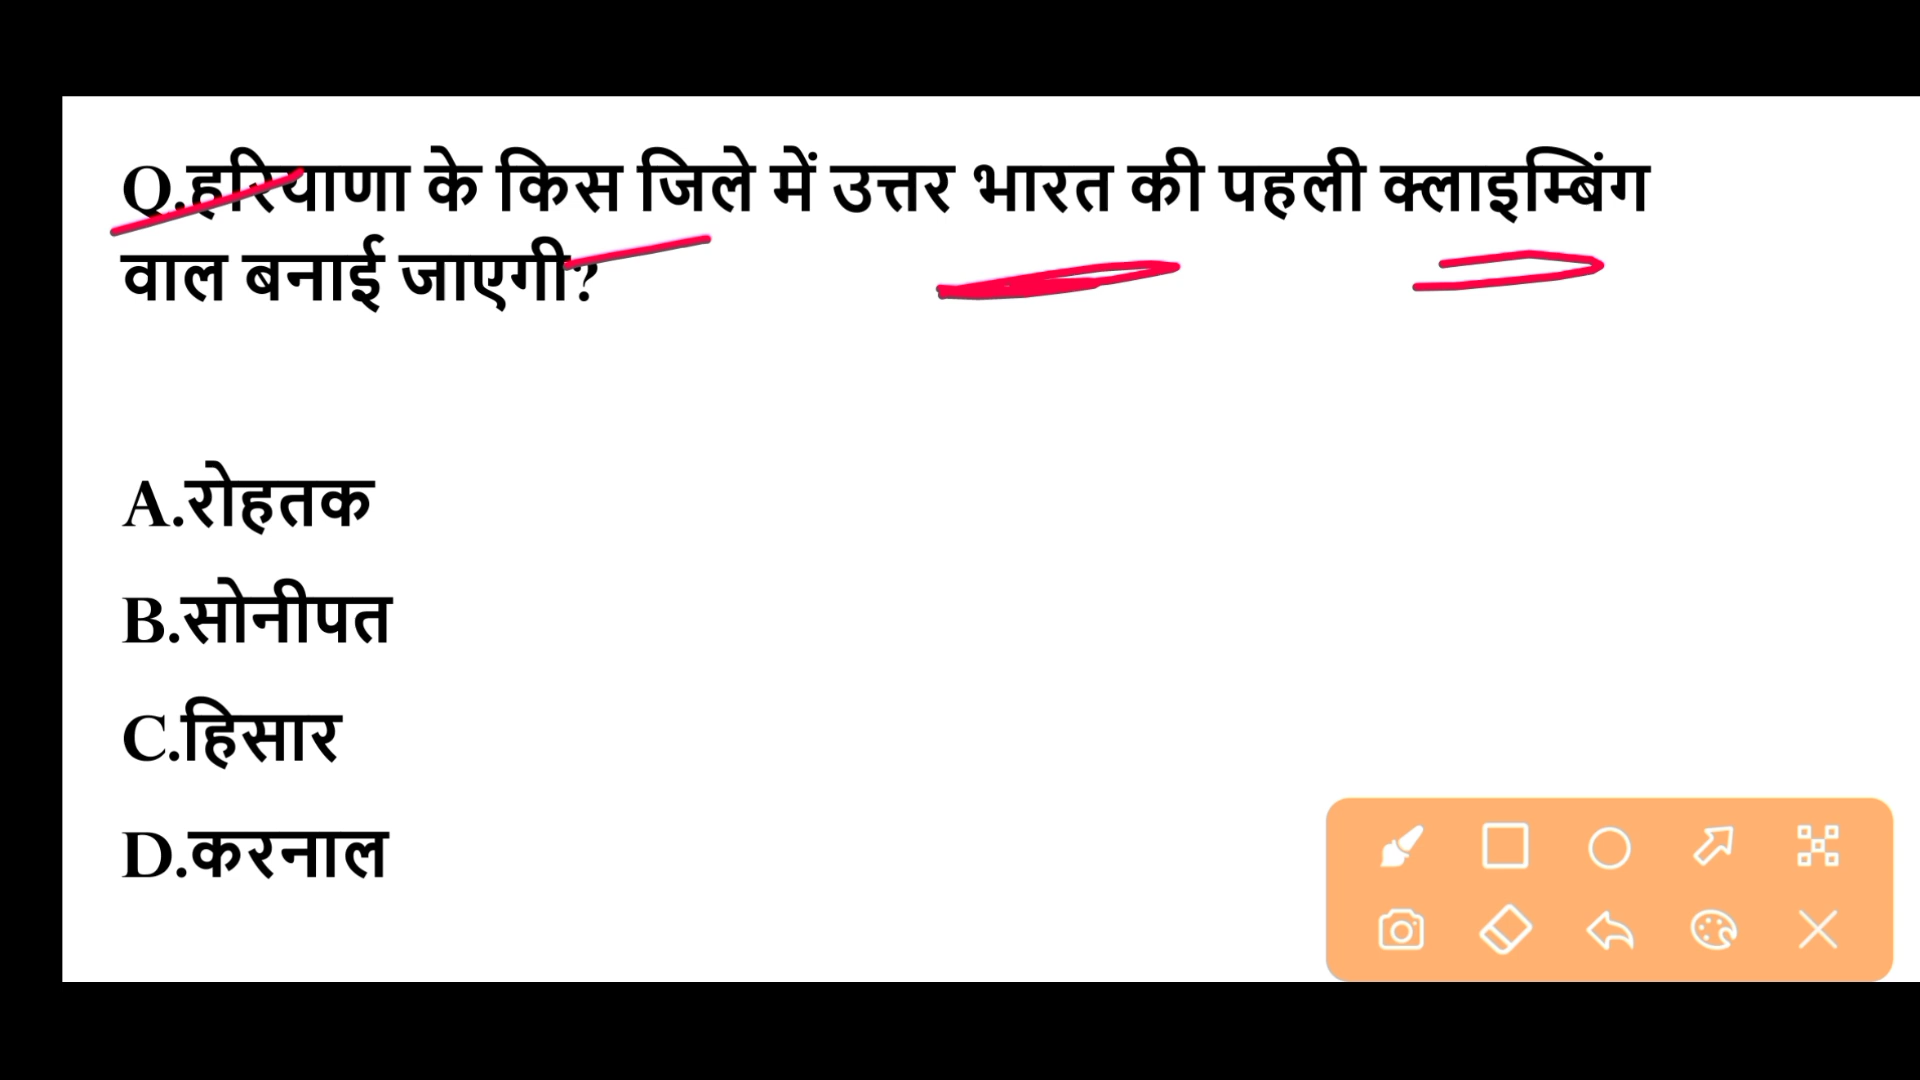 Q.हरियाणा के किस जिले में उत्तर भारत की पहली क्लाइम्बिंग
वाल बनाई जाएगी?
A.रोहतक
B.सोनीपत
C.हिसार
D.करनाल